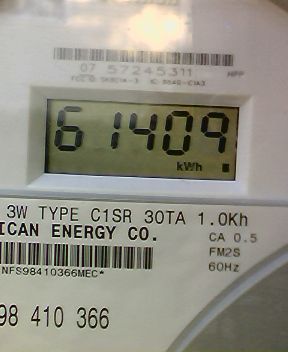 07 57245311 HPP
61409
kWh
3W TYPE C1SR 30TA 1.0Kh
ICAN ENERGY CO.
CA 0.5
FM2S
60Hz
NFS98410366MEC*
98 410 366